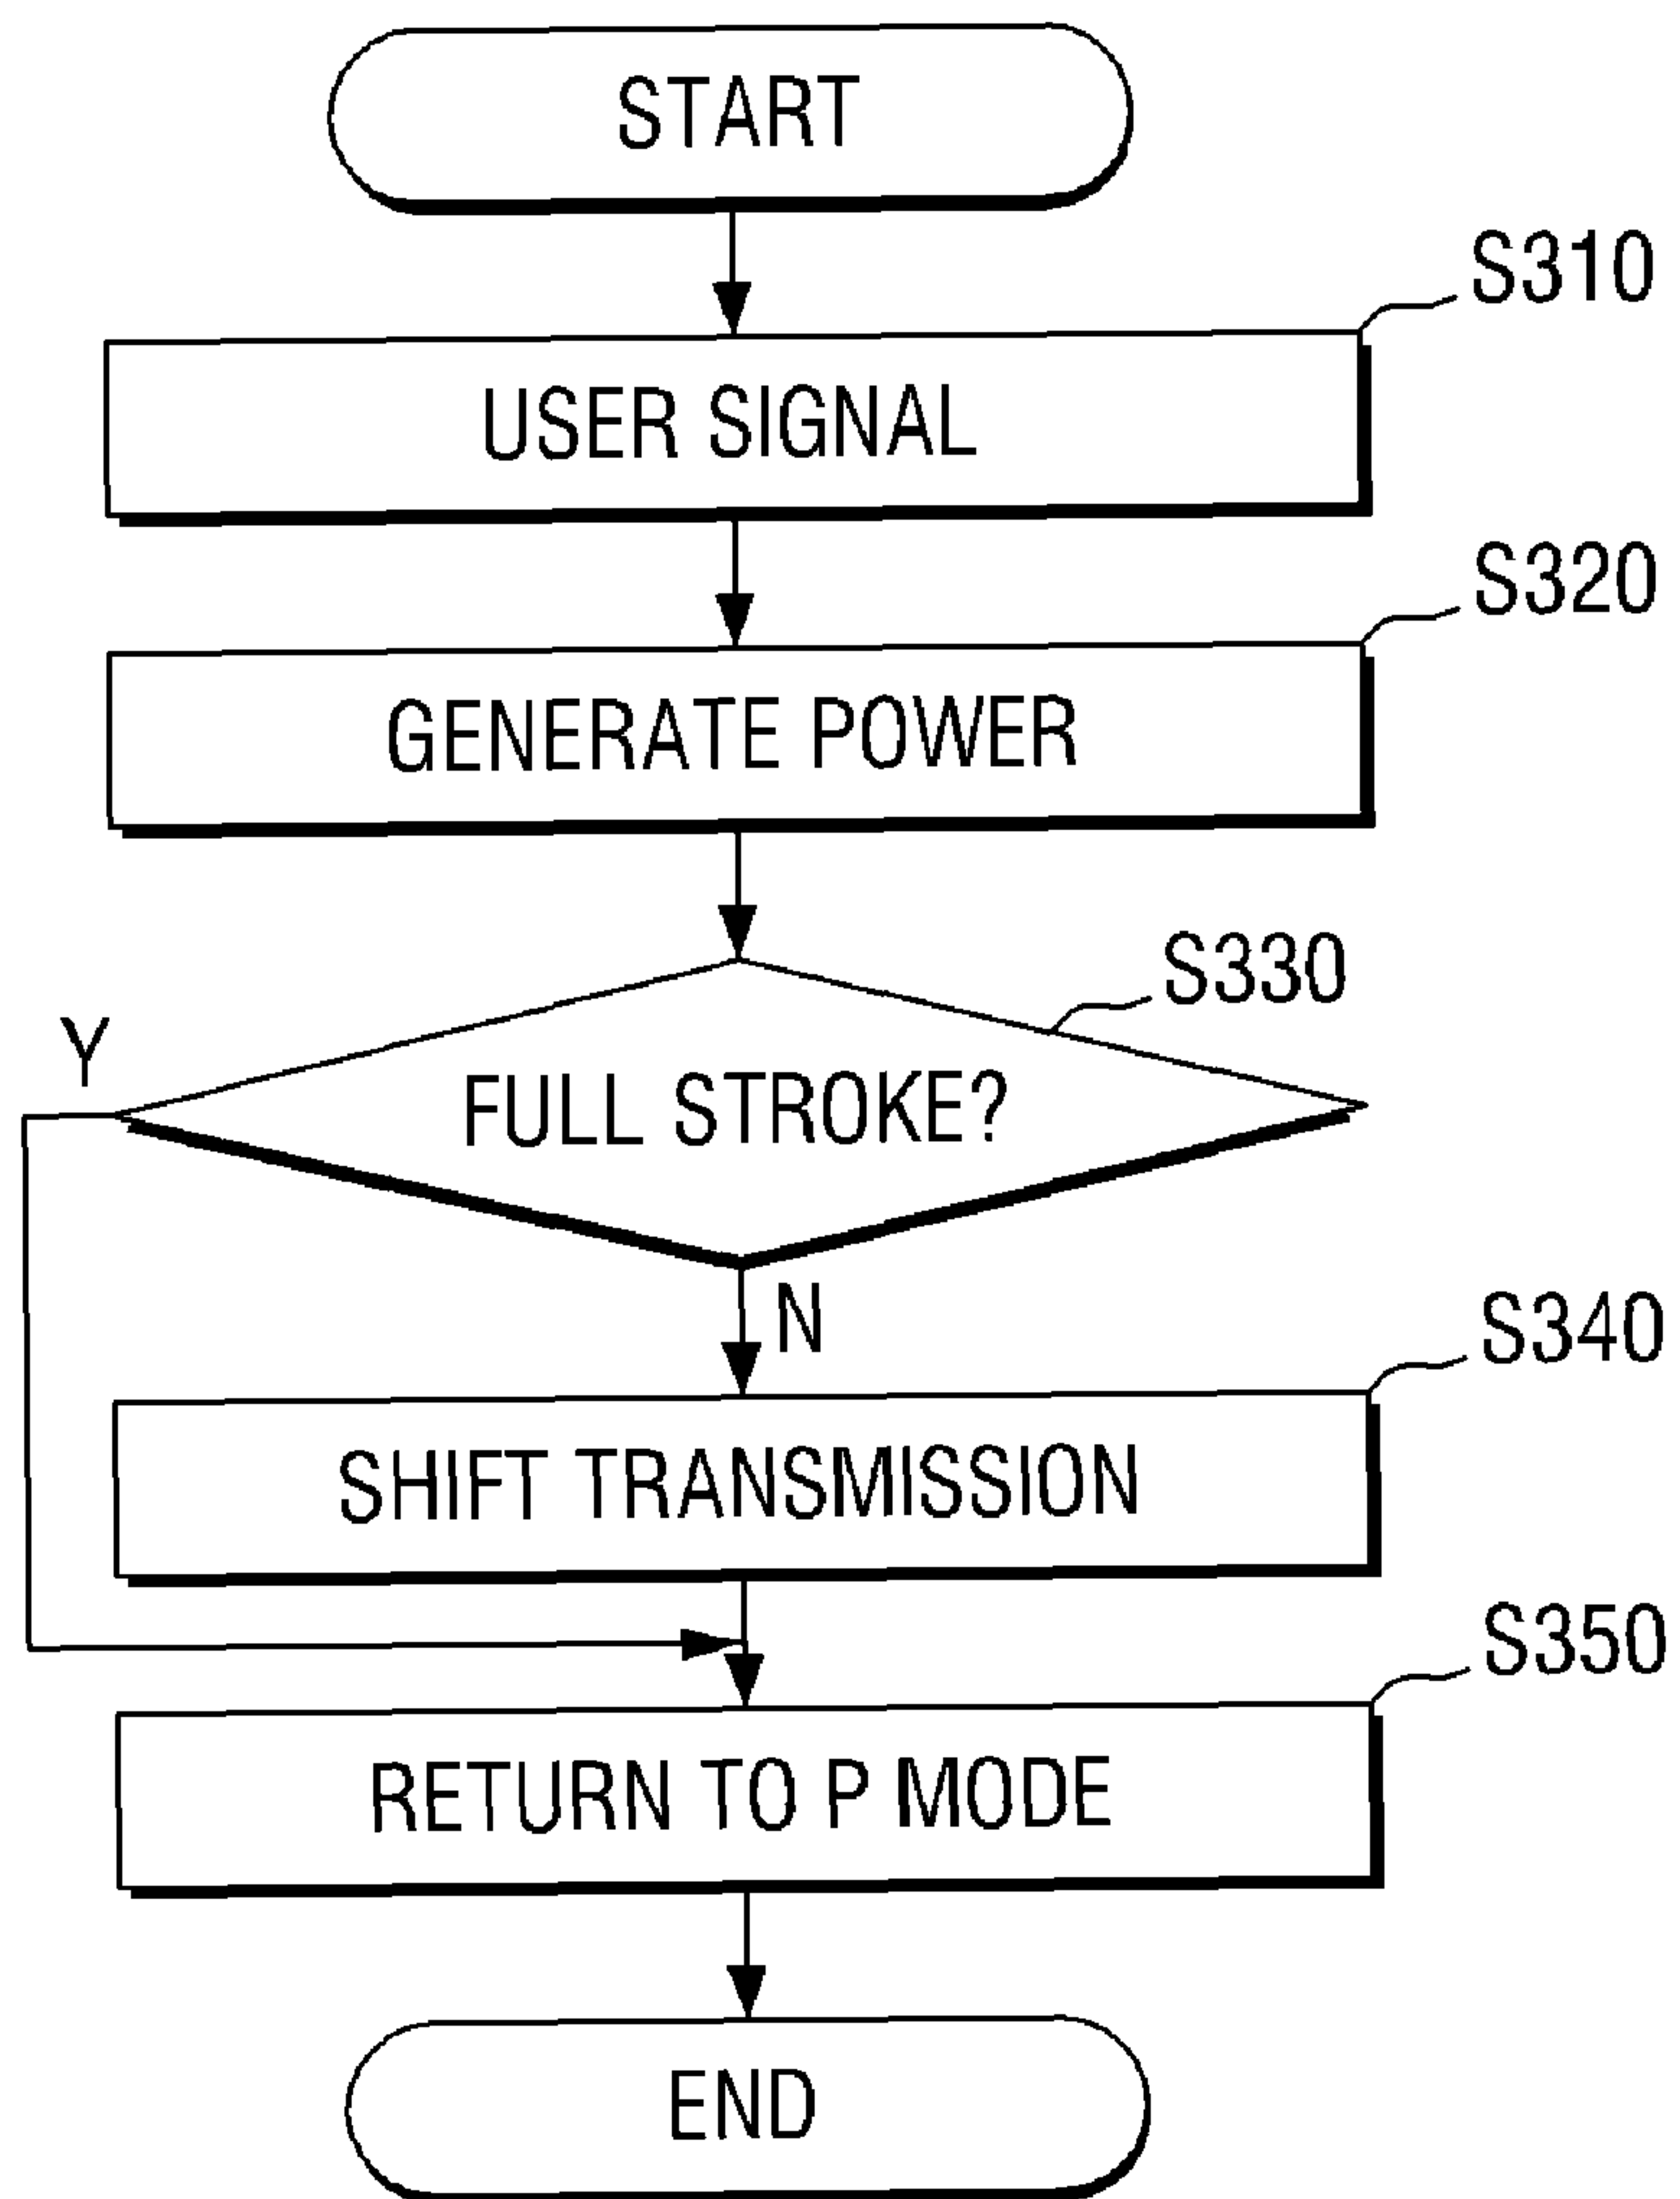 START
S310
USER SIGNAL
S320
GENERATE POWER
S330
Y
FULL STROKE?
N
S340
SHIFT TRANSMISSION
S350
RETURN TO P MODE
END